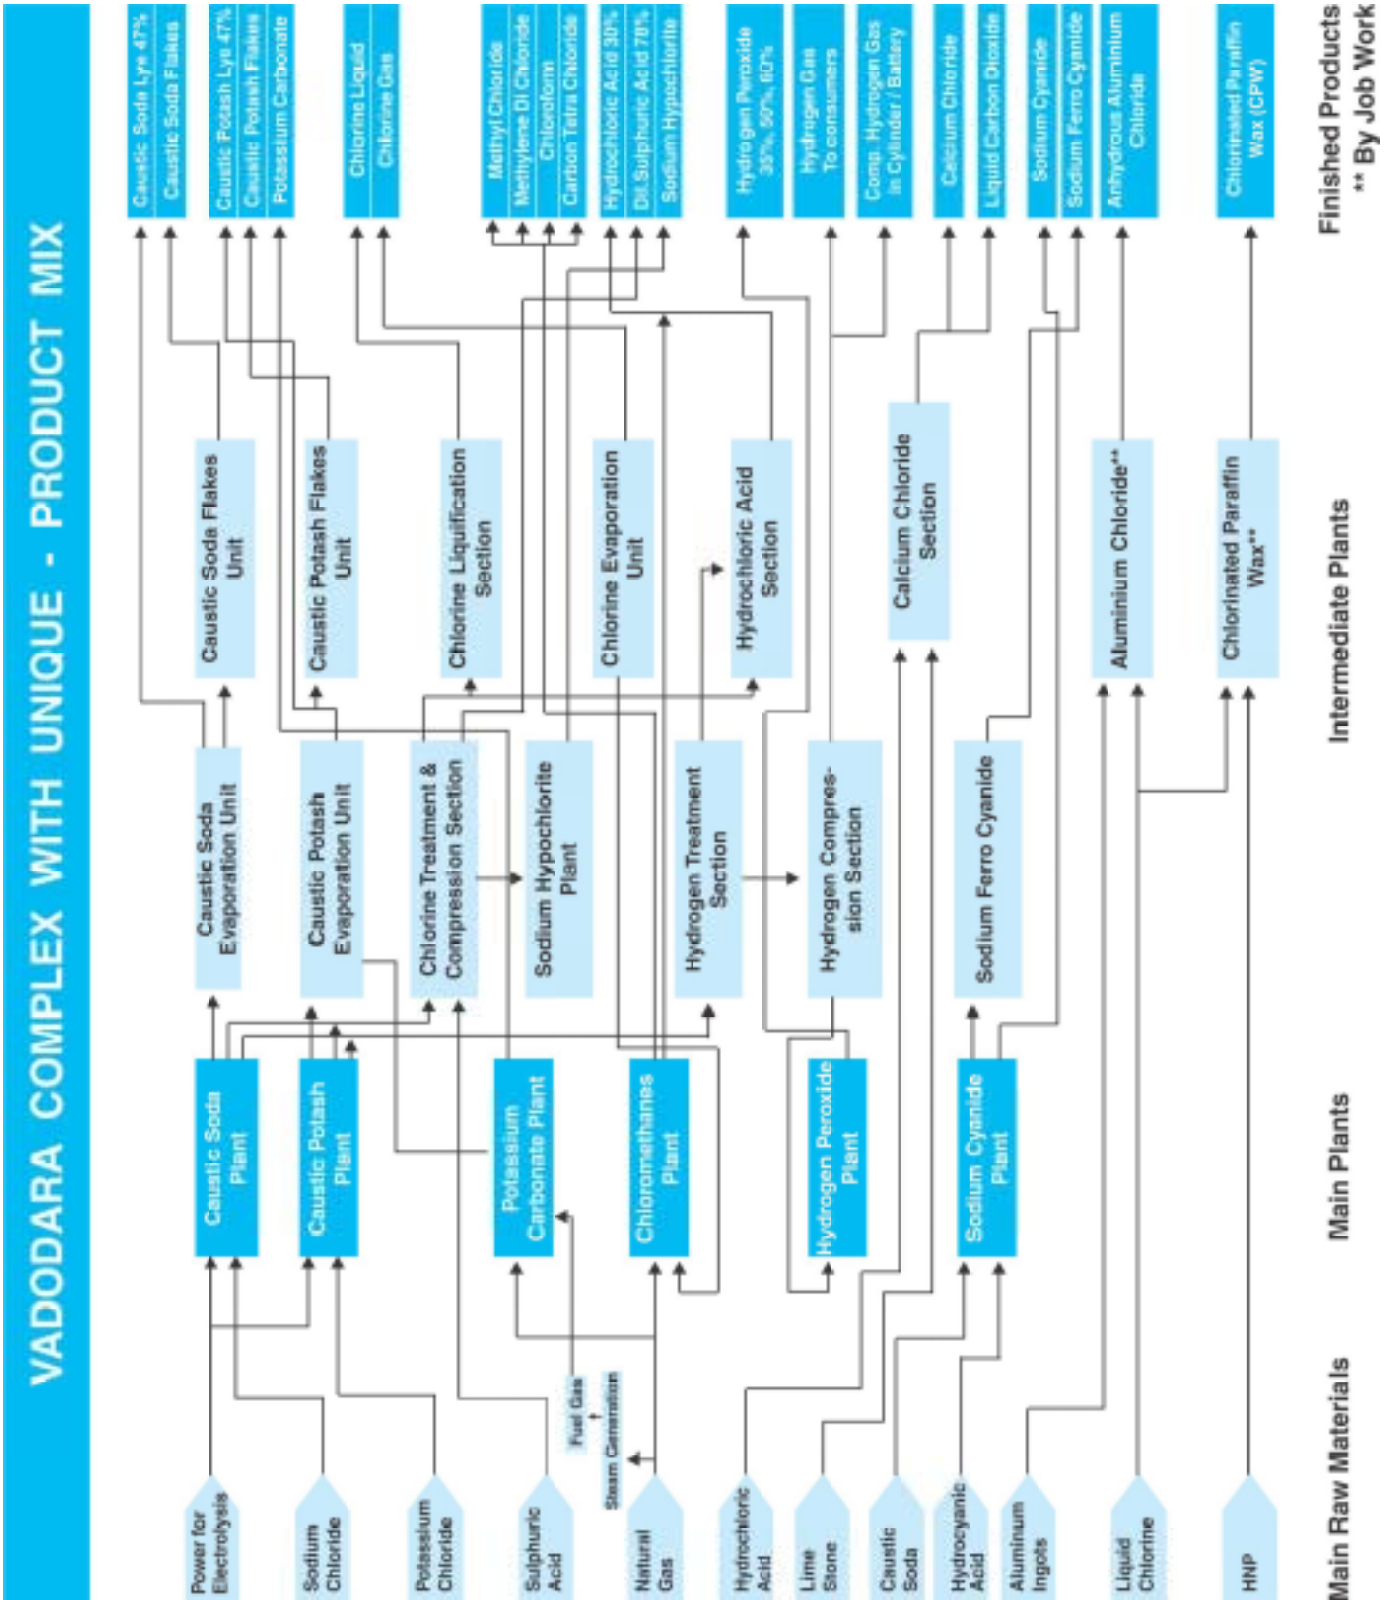 VADODARA COMPLEX WITH UNIQUE - PRODUCT MIX
Main Raw Materials
Power for
Electrolysis
Sodium
Chloride
Potassium
Chloride
Sulphuric
Acid
Natural
Gas
Hydrochloric
Acid
Lime
Stone
Caustic
Soda
Hydrocyanic
Acid
Aluminum
Ingots
Liquid
Chlorine
HNP
Fuel Gas
Steam Generation
Main Plants
Caustic Soda
Plant
Caustic Potash
Plant
Potassium
Carbonate Plant
Chloromethanes
Plant
Hydrogen Peroxide
Plant
Sodium Cyanide
Plant
Intermediate Plants
Caustic Soda
Evaporation Unit
Caustic Potash
Evaporation Unit
Chlorine Treatment &
Compression Section
Sodium Hypochlorite
Plant
Hydrogen Treatment
Section
Hydrogen Compres-
sion Section
Sodium Ferro Cyanide
Caustic Soda Flakes
Unit
Caustic Potash Flakes
Unit
Chlorine Liquification
Section
Chlorine Evaporation
Unit
Hydrochloric Acid
Section
Calcium Chloride
Section
Aluminium Chloride**
Chlorinated Paraffin
Wax**
Finished Products
** By Job Work
Caustic Soda Lye 47%
Caustic Soda Flakes
Caustic Potash Lye 47%
Caustic Potash Flakes
Potassium Carbonate
Chlorine Liquid
Chlorine Gas
Methyl Chloride
Methylene Di Chloride
Chloroform
Carbon Tetra Chloride
Hydrochloric Acid 30%
Dil Sulphuric Acid 70%
Sodi. Hypchlorite
Hydrogen Peroxide
35%, 50%, 60%
Hydrogen Gas
To consumers
Comp. Hydrogen Gas
in Cylinder / Battery
Calcium Chloride
Liquid Carbon Dioxide
Sodium Cyanide
Sodium Ferro Cyanide
Anhydrous Aluminium
Chloride
Chlorinated Paraffin
Wax (CPW)